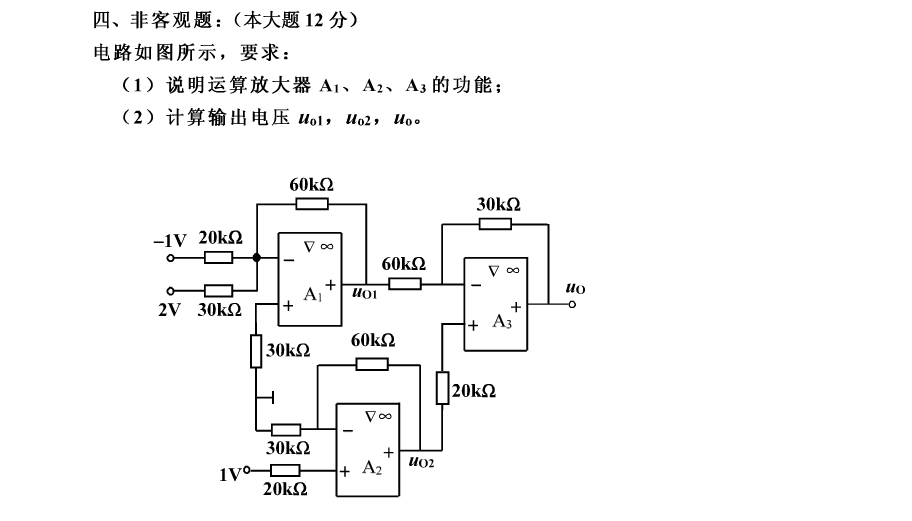 四、非客观题：（本大题 12 分）
电路如图所示，要求：
（1）说明运算放大器 A1、A2、A3 的功能；
（2）计算输出电压 uo1，uo2，uo。
60kΩ
30kΩ
−1V 20kΩ
▽ ∞
−
+
+
A1
uO1
60kΩ
2V 30kΩ
▽ ∞
−
+
+
A3
uO
30kΩ
60kΩ
20kΩ
30kΩ
▽ ∞
−
+
+
A2
uO2
1V
20kΩ